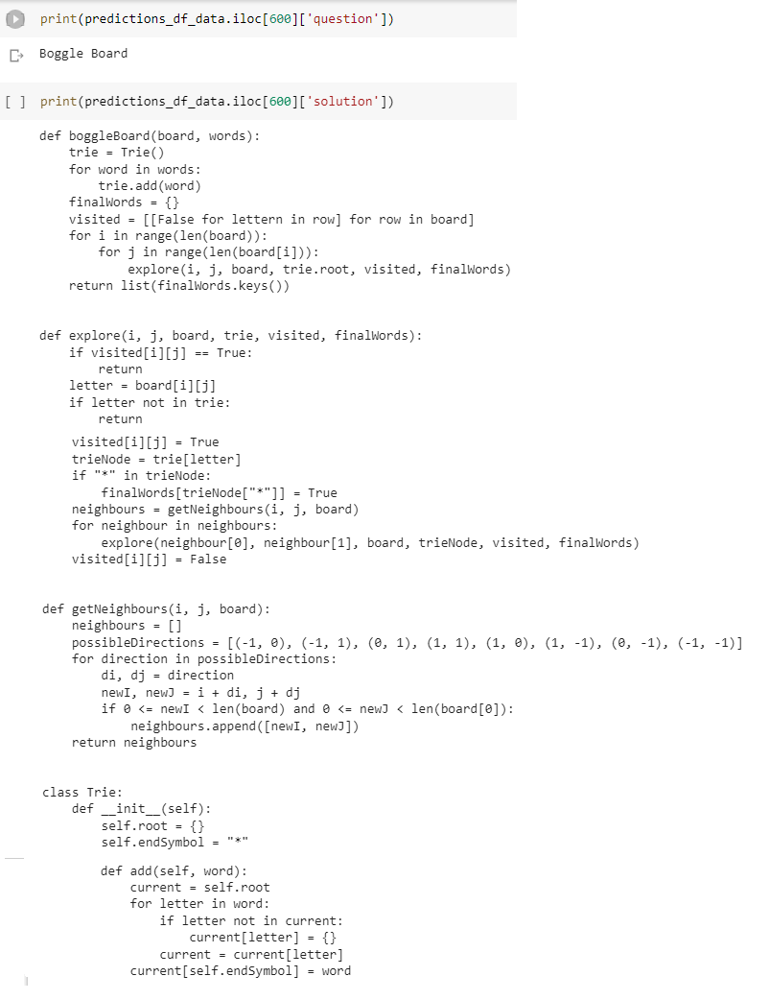 print(predictions_df_data.iloc[600]['question'])
Boggle Board
[ ] print(predictions_df_data.iloc[600]['solution'])
def boggleBoard(board, words):
    trie = Trie()
    for word in words:
        trie.add(word)
    finalWords = {}
    visited = [[False for lettern in row] for row in board]
    for i in range(len(board)):
        for j in range(len(board[i])):
            explore(i, j, board, trie.root, visited, finalWords)
    return list(finalWords.keys())
def explore(i, j, board, trie, visited, finalWords):
    if visited[i][j] == True:
        return
    letter = board[i][j]
    if letter not in trie:
        return
    visited[i][j] = True
    trieNode = trie[letter]
    if "*" in trieNode:
        finalWords[trieNode["*"]] = True
    neighbours = getNeighbours(i, j, board)
    for neighbour in neighbours:
        explore(neighbour[0], neighbour[1], board, trieNode, visited, finalWords)
    visited[i][j] = False
def getNeighbours(i, j, board):
    neighbours = []
    possibleDirections = [(-1, 0), (-1, 1), (0, 1), (1, 1), (1, 0), (1, -1), (0, -1), (-1, -1)]
    for direction in possibleDirections:
        di, dj = direction
        newI, newJ = i + di, j + dj
        if 0 <= newI < len(board) and 0 <= newJ < len(board[0]):
            neighbours.append([newI, newJ])
    return neighbours
class Trie:
    def __init__(self):
        self.root = {}
        self.endSymbol = "*"
        def add(self, word):
            current = self.root
            for letter in word:
                if letter not in current:
                    current[letter] = {}
                current = current[letter]
            current[self.endSymbol] = word